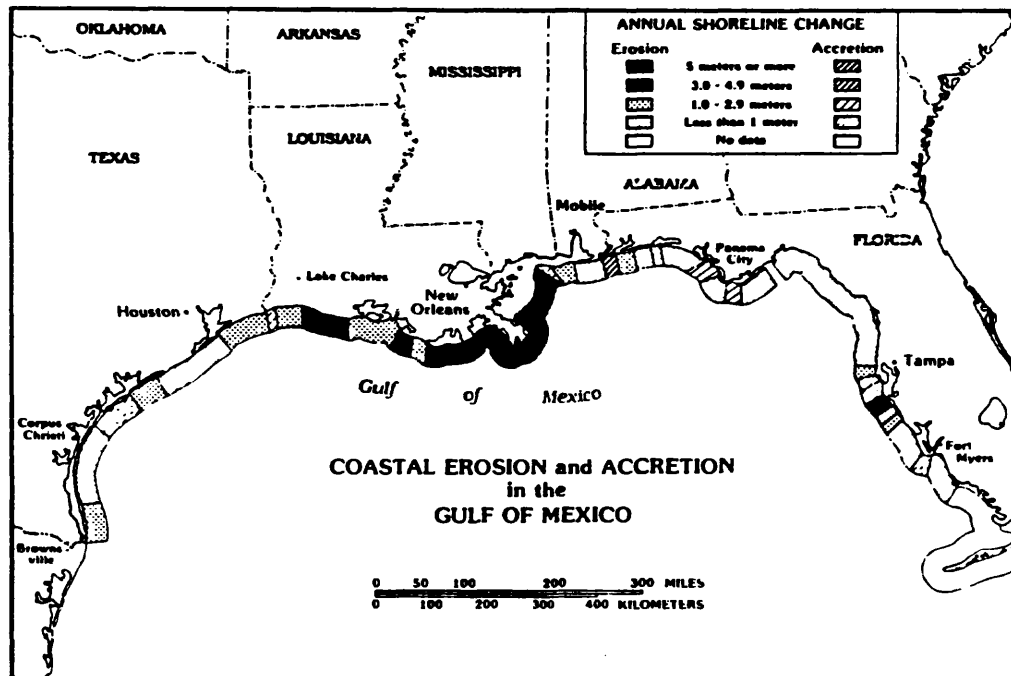 OKLAHOMA
ARKANSAS
MISSISSIPPI
TEXAS
LOUISIANA
ALABAMA
FLORIDA
ANNUAL SHORELINE CHANGE
Erosion Accretion
5 meters or more
3.0 - 4.9 meters
1.0 - 2.9 meters
Less than 1 meter
No data
Mobile
Panama
City
Lake Charles
New
Orleans
Houston
Tampa
Gulf of Mexico
Corpus
Christi
Fort
Myers
COASTAL EROSION and ACCRETION
in the
GULF OF MEXICO
Browns
ville
0 50 100 200 300 MILES
0 100 200 300 400 KILOMETERS